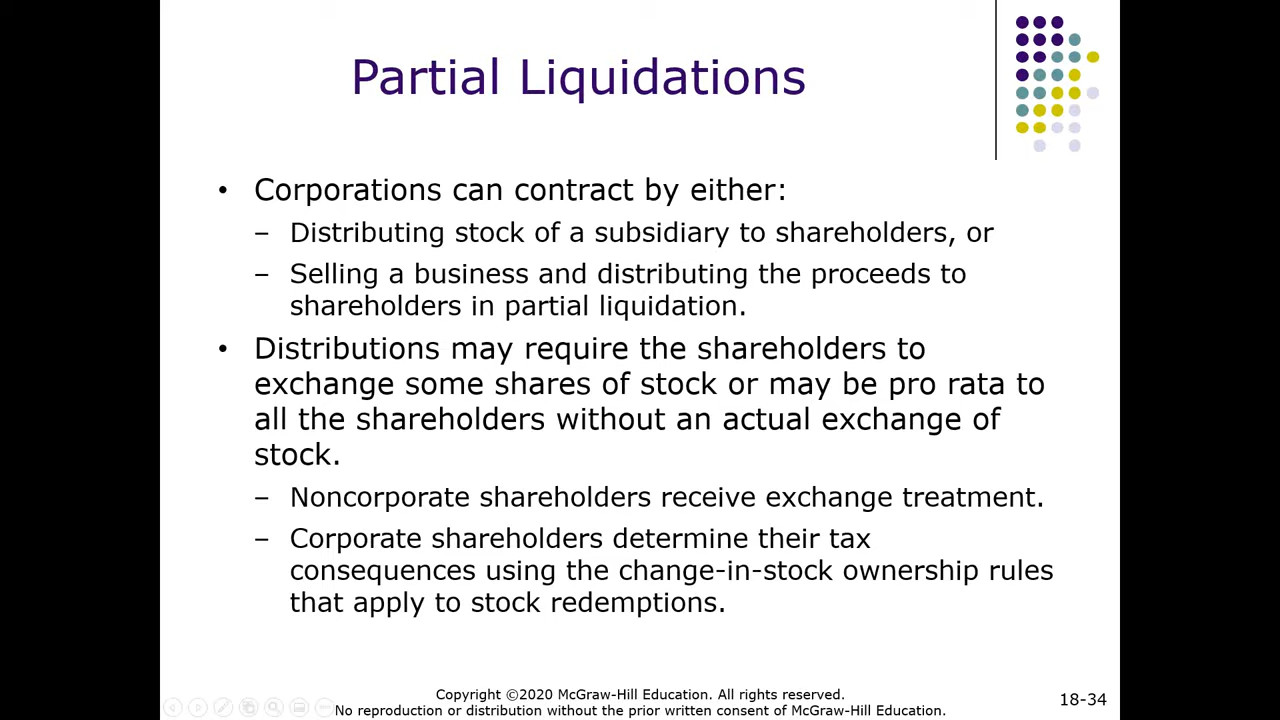 Partial Liquidations
• Corporations can contract by either:
– Distributing stock of a subsidiary to shareholders, or
– Selling a business and distributing the proceeds to
shareholders in partial liquidation.
• Distributions may require the shareholders to
exchange some shares of stock or may be pro rata to
all the shareholders without an actual exchange of
stock.
– Noncorporate shareholders receive exchange treatment.
– Corporate shareholders determine their tax
consequences using the change-in-stock ownership rules
that apply to stock redemptions.
Copyright ©2020 McGraw-Hill Education. All rights reserved.
No reproduction or distribution without the prior written consent of McGraw-Hill Education.
18-34